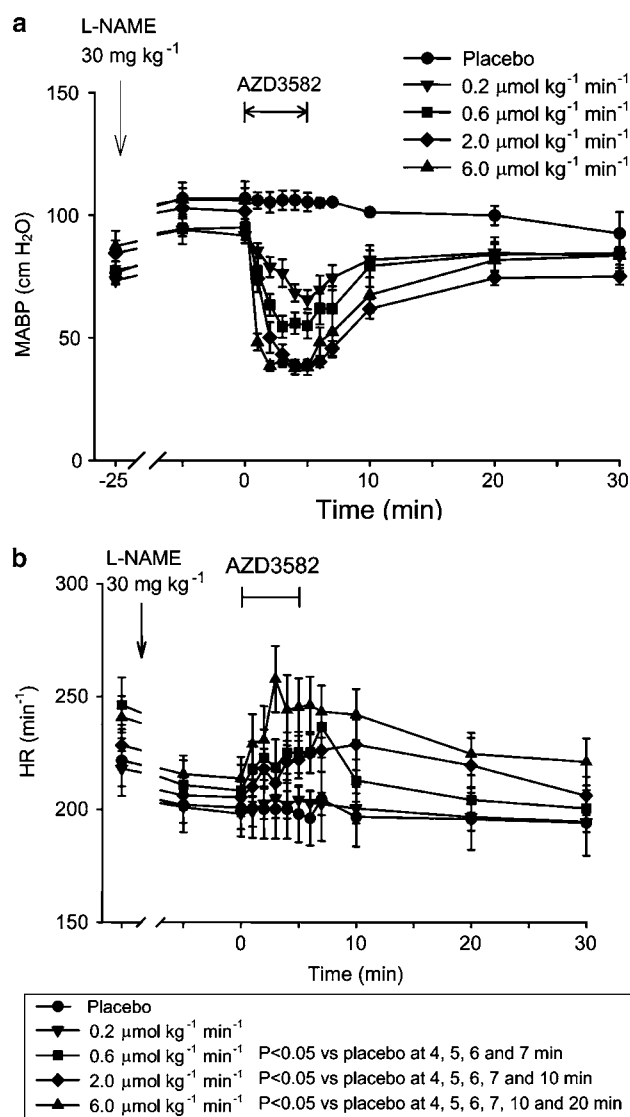 a
L-NAME
30 mg kg⁻¹
AZD3582
Placebo
0.2 μmol kg⁻¹ min⁻¹
0.6 μmol kg⁻¹ min⁻¹
2.0 μmol kg⁻¹ min⁻¹
6.0 μmol kg⁻¹ min⁻¹
MABP (cm H₂O)
150
100
50
0
-25 0 10 20 30
Time (min)
b
L-NAME
30 mg kg⁻¹
AZD3582
HR (min⁻¹)
300
250
200
150
0 10 20 30
Time (min)
Placebo
0.2 μmol kg⁻¹ min⁻¹
0.6 μmol kg⁻¹ min⁻¹ P<0.05 vs placebo at 4, 5, 6 and 7 min
2.0 μmol kg⁻¹ min⁻¹ P<0.05 vs placebo at 4, 5, 6, 7 and 10 min
6.0 μmol kg⁻¹ min⁻¹ P<0.05 vs placebo at 4, 5, 6, 7, 10 and 20 min